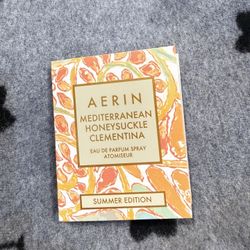 AERIN
MEDITERRANEAN
HONEYSUCKLE
CLEMENTINA
EAU DE PARFUM SPRAY
ATOMISEUR
SUMMER EDITION